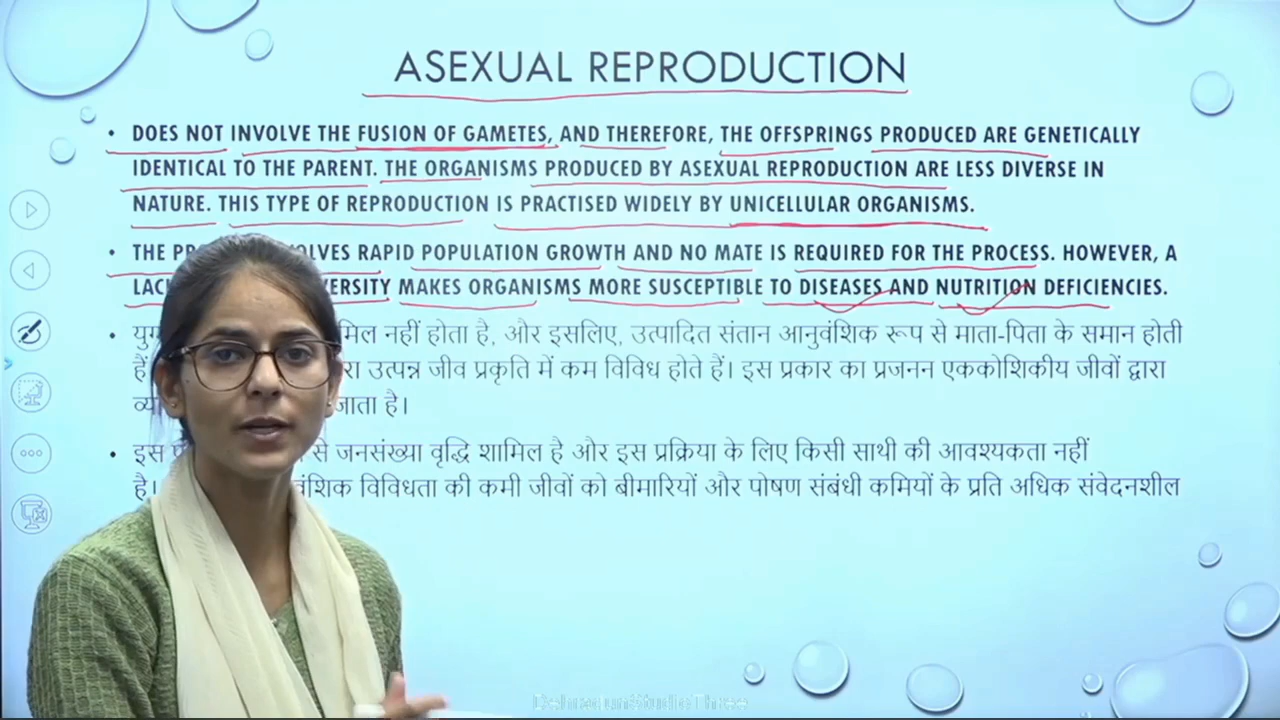 ASEXUAL REPRODUCTION
• DOES NOT INVOLVE THE FUSION OF GAMETES, AND THEREFORE, THE OFFSPRINGS PRODUCED ARE GENETICALLY
IDENTICAL TO THE PARENT. THE ORGANISMS PRODUCED BY ASEXUAL REPRODUCTION ARE LESS DIVERSE IN
NATURE. THIS TYPE OF REPRODUCTION IS PRACTISED WIDELY BY UNICELLULAR ORGANISMS.
• THE RAPID POPULATION GROWTH AND NO MATE IS REQUIRED FOR THE PROCESS. HOWEVER, A
MAKES ORGANISMS MORE SUSCEPTIBLE TO DISEASES AND NUTRITION DEFICIENCIES.
• नहीं होता है, और इसलिए, उत्पादित संतान आनुवंशिक रूप से माता-पिता के समान होती
उत्पन्न जीव प्रकृति में कम विविध होते हैं। इस प्रकार का प्रजनन एककोशिकीय जीवों द्वारा
जाता है।
• इस से जनसंख्या वृद्धि शामिल है और इस प्रक्रिया के लिए किसी साथी की आवश्यकता नहीं
है। विविधता की कमी जीवों को बीमारियों और पोषण संबंधी कमियों के प्रति अधिक संवेदनशील